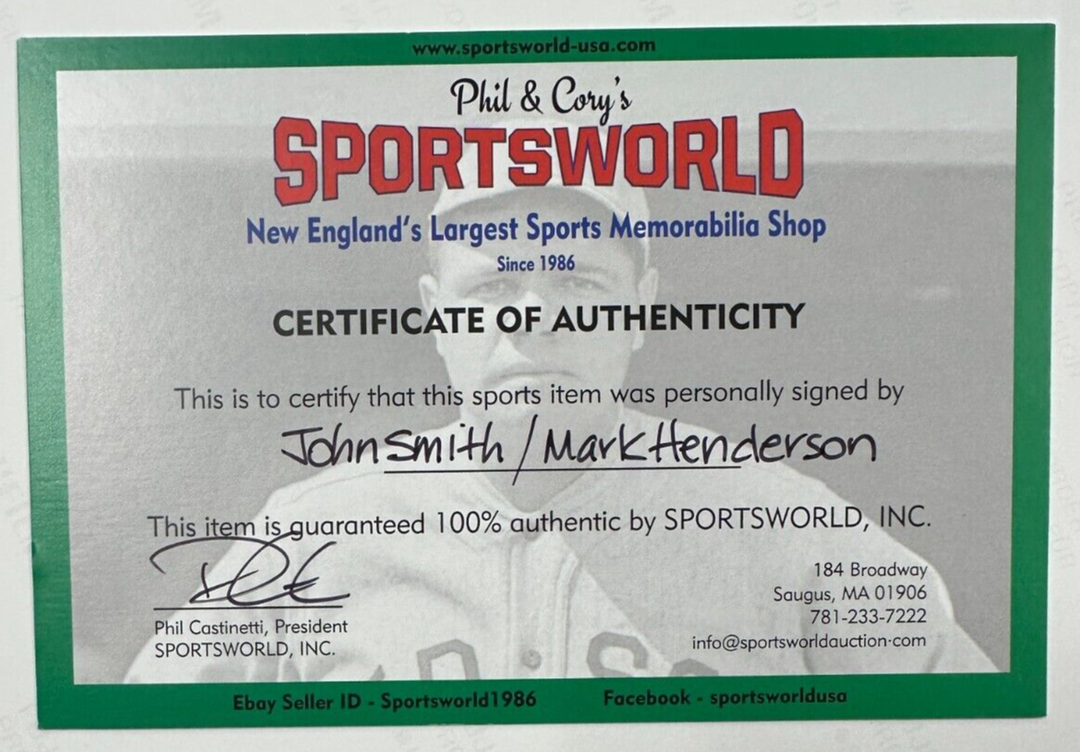 www.sportsworld-usa.com
Phil & Cory's
SPORTSWORLD
New England's Largest Sports Memorabilia Shop
Since 1986
CERTIFICATE OF AUTHENTICITY
This is to certify that this sports item was personally signed by
John Smith / Mark Henderson
This item is guaranteed 100% authentic by SPORTSWORLD, INC.
Phil Castinetti, President
SPORTSWORLD, INC.
184 Broadway
Saugus, MA 01906
781-233-7222
info@sportsworldauction.com
Ebay Seller ID - Sportsworld1986
Facebook - sportsworldusa